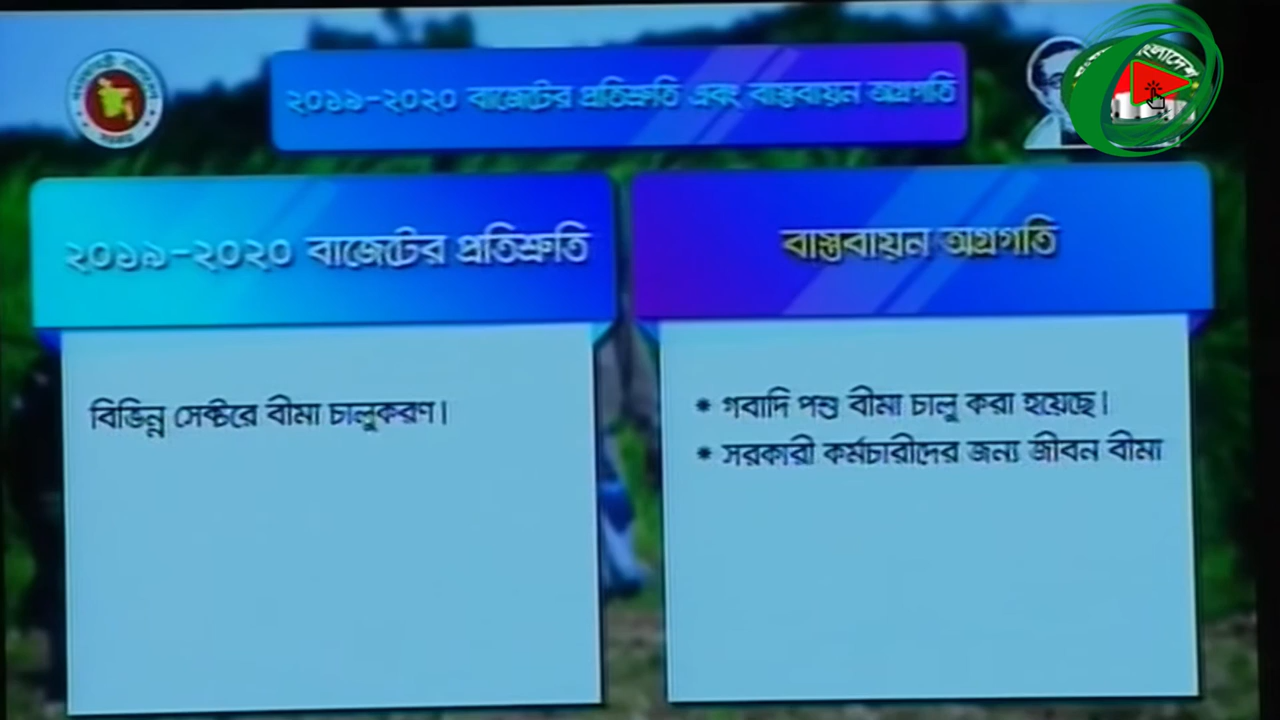 ২০১৯-২০২০ বাজেটের প্রতিশ্রুতি এবং বাস্তবায়ন অগ্রগতি
২০১৯-২০২০ বাজেটের প্রতিশ্রুতি
বাস্তবায়ন অগ্রগতি
বিভিন্ন সেক্টরে বীমা চালুকরণ।
* গবাদি পশু বীমা চালু করা হয়েছে।
* সরকারী কর্মচারীদের জন্য জীবন বীমা